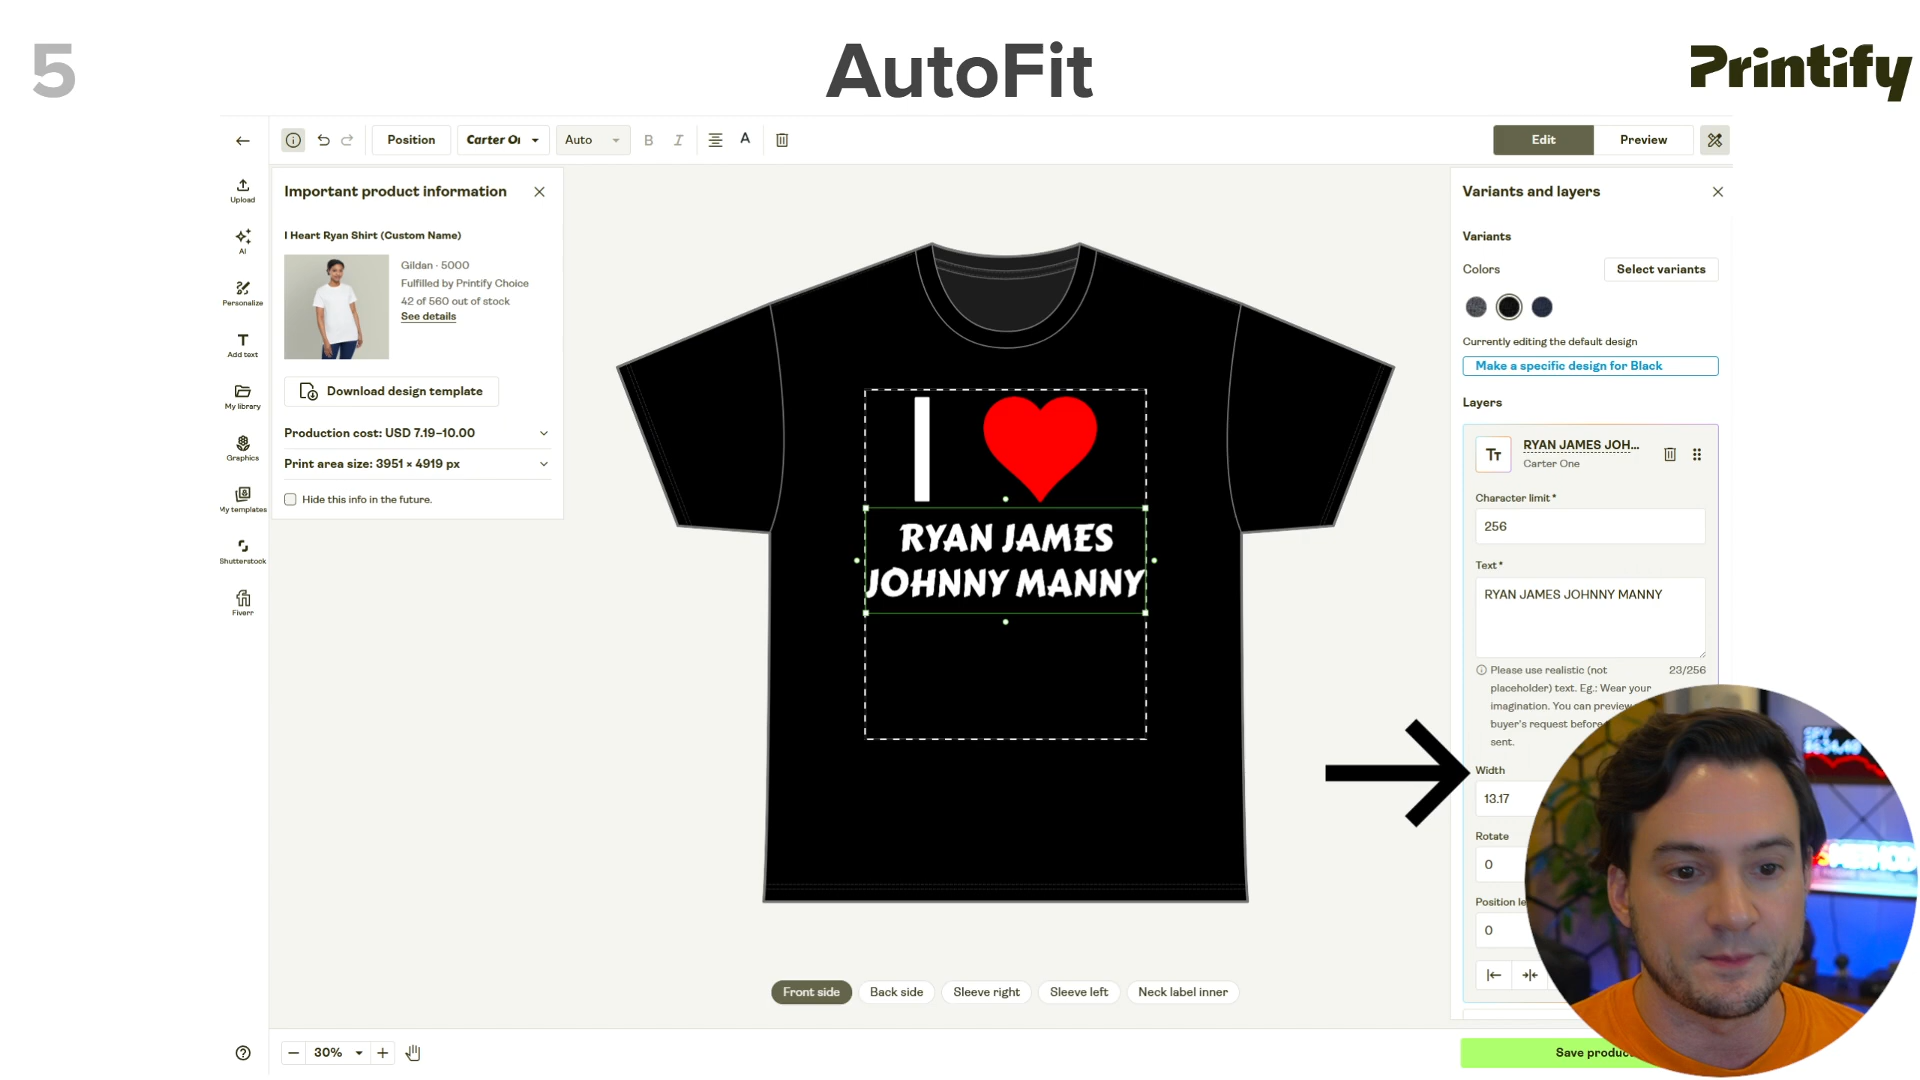 5
AutoFit
Printify
Position
Carter O
Auto
B
I
A
Edit
Preview
Upload
AI
Personalize
T
Add text
My library
Graphics
My templates
Shutterstock
Fiverr
Important product information
I Heart Ryan Shirt (Custom Name)
Gildan · 5000
Fulfilled by Printify Choice
42 of 560 out of stock
See details
Download design template
Production cost: USD 7.19–10.00
Print area size: 3951 × 4919 px
Hide this info in the future.
I
RYAN JAMES
JOHNNY MANNY
Front side
Back side
Sleeve right
Sleeve left
Neck label inner
Variants and layers
Variants
Colors
Select variants
Currently editing the default design
Make a specific design for Black
Layers
TT
RYAN JAMES JOH...
Carter One
Character limit *
256
Text *
RYAN JAMES JOHNNY MANNY
Please use realistic (not
23/256
placeholder) text. Eg.: Wear your
imagination. You can preview
buyer's request before
sent.
Width
13.17
Rotate
0
Position le
0
30%
Save produc
SPY